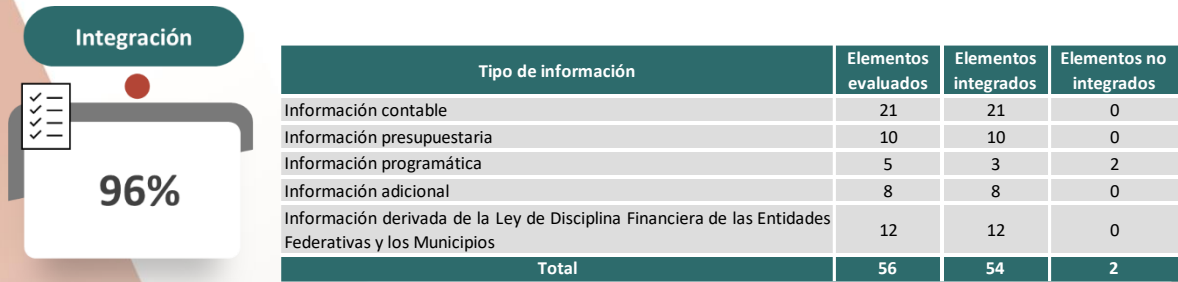 Integración
96%
Tipo de información Elementos evaluados Elementos integrados Elementos no integrados
Información contable 21 21 0
Información presupuestaria 10 10 0
Información programática 5 3 2
Información adicional 8 8 0
Información derivada de la Ley de Disciplina Financiera de las Entidades
Federativas y los Municipios 12 12 0
Total 56 54 2